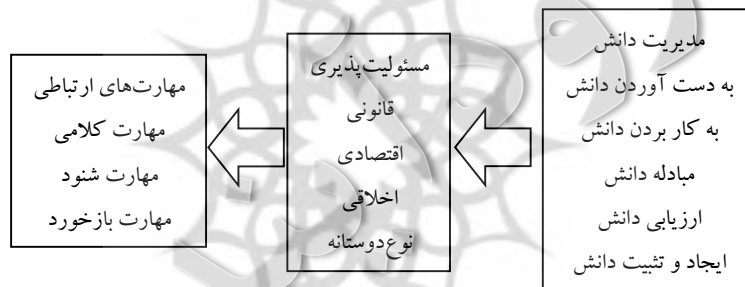 مدیریت دانش
به دست آوردن دانش
به کار بردن دانش
مبادله دانش
ارزیابی دانش
ایجاد و تثبیت دانش
مسئولیت‌پذیری
قانونی
اقتصادی
اخلاقی
نوع‌دوستانه
مهارت‌های ارتباطی
مهارت کلامی
مهارت شنود
مهارت بازخورد